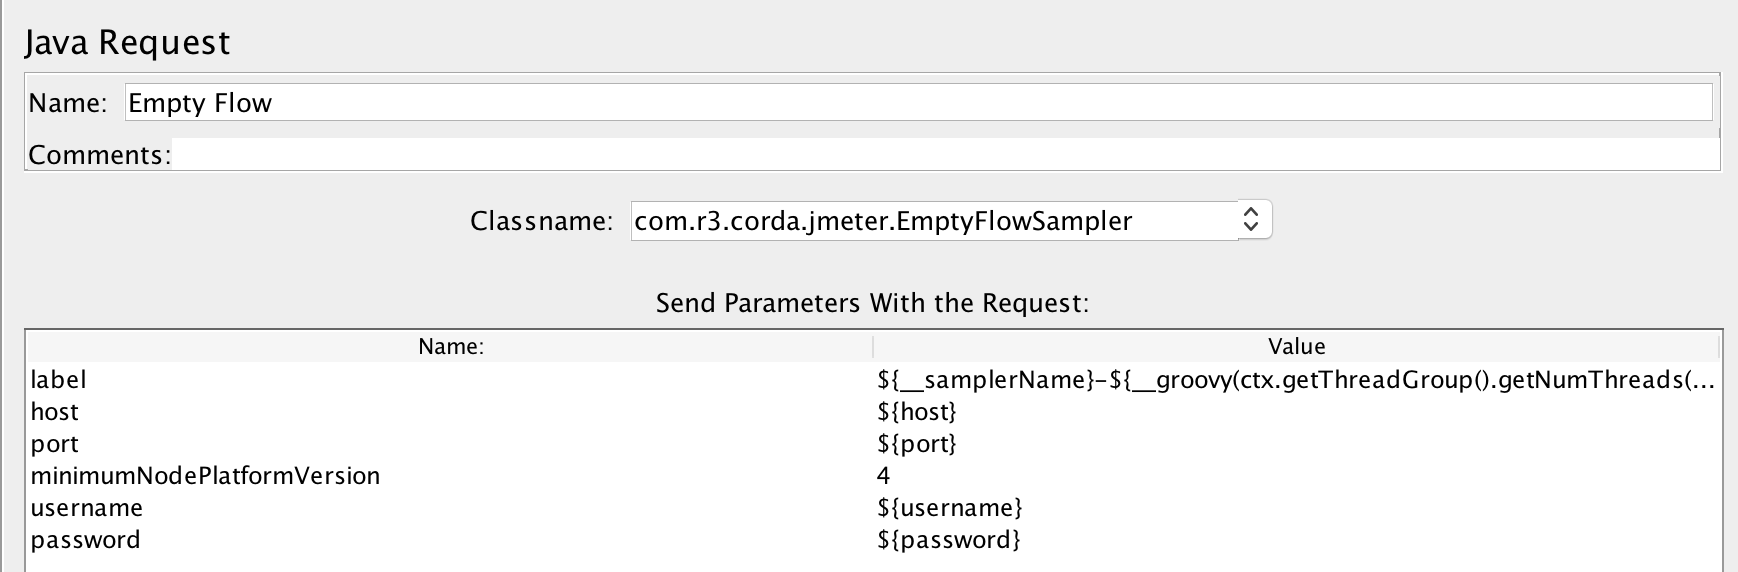 Java Request
Name: Empty Flow
Comments:
Classname: com.r3.corda.jmeter.EmptyFlowSampler
Send Parameters With the Request:
Name: Value
label ${__samplerName}-${__groovy(ctx.getThreadGroup().getNumThreads(...
host ${host}
port ${port}
minimumNodePlatformVersion 4
username ${username}
password ${password}